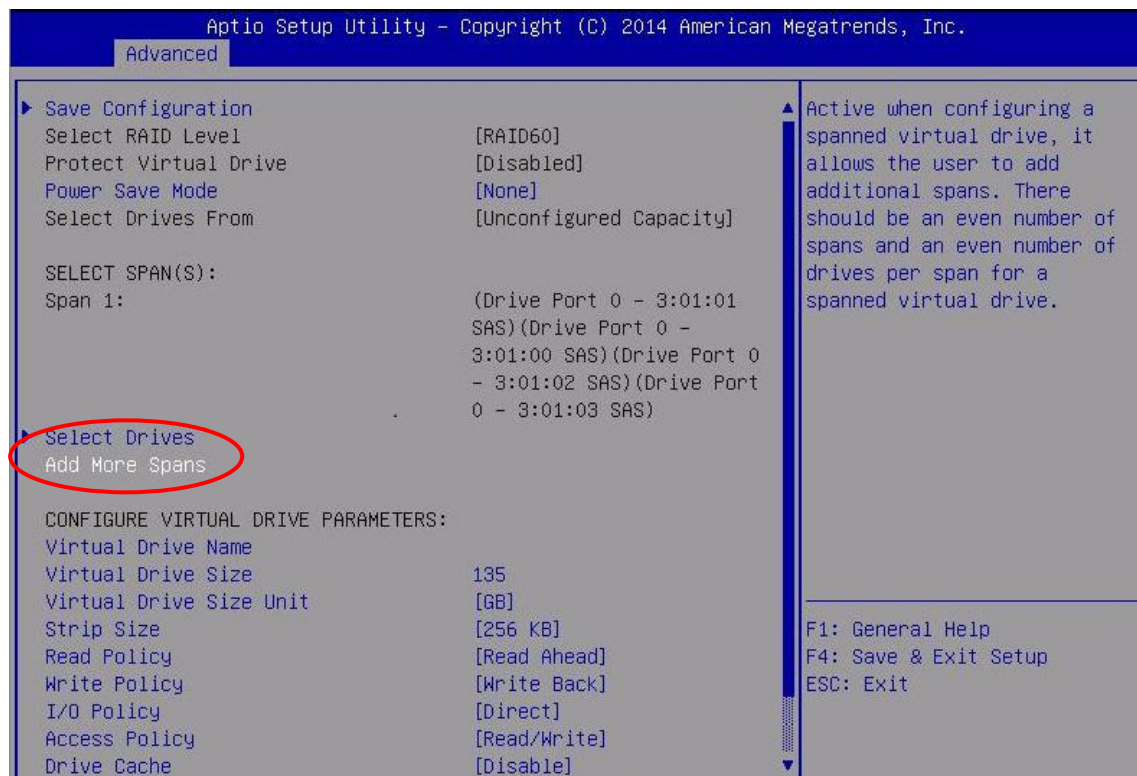 Aptio Setup Utility – Copyright (C) 2014 American Megatrends, Inc.
Advanced
Save Configuration
Select RAID Level [RAID60]
Protect Virtual Drive [Disabled]
Power Save Mode [None]
Select Drives From [Unconfigured Capacity]
SELECT SPAN(S):
Span 1: (Drive Port 0 – 3:01:01
SAS)(Drive Port 0 –
3:01:00 SAS)(Drive Port 0
– 3:01:02 SAS)(Drive Port
0 – 3:01:03 SAS)
Select Drives
Add More Spans
CONFIGURE VIRTUAL DRIVE PARAMETERS:
Virtual Drive Name
Virtual Drive Size 135
Virtual Drive Size Unit [GB]
Strip Size [256 KB]
Read Policy [Read Ahead]
Write Policy [Write Back]
I/O Policy [Direct]
Access Policy [Read/Write]
Drive Cache [Disable]
Active when configuring a
spanned virtual drive, it
allows the user to add
additional spans. There
should be an even number of
spans and an even number of
drives per span for a
spanned virtual drive.
F1: General Help
F4: Save & Exit Setup
ESC: Exit